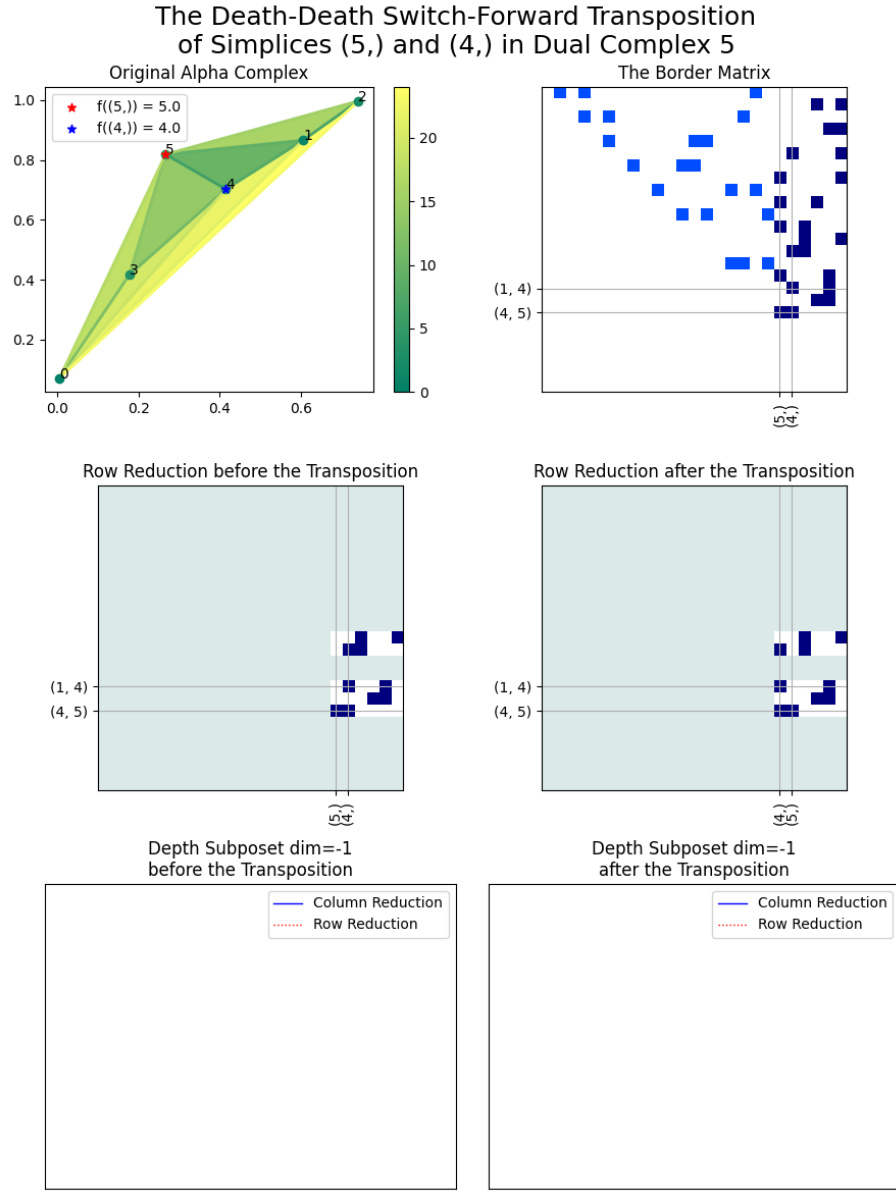 The Death-Death Switch-Forward Transposition
of Simplices (5,) and (4,) in Dual Complex 5
Original Alpha Complex
The Border Matrix
f((5,)) = 5.0
f((4,)) = 4.0
1.0
0.8
0.6
0.4
0.2
0.0
0.2
0.4
0.6
0
1
2
3
4
5
20
15
10
5
0
(1, 4)
(4, 5)
(5,)
(4,)
Row Reduction before the Transposition
Row Reduction after the Transposition
(1, 4)
(4, 5)
(5,)
(4,)
(1, 4)
(4, 5)
(4,)
(5,)
Depth Subposet dim=-1
before the Transposition
Depth Subposet dim=-1
after the Transposition
Column Reduction
Row Reduction
Column Reduction
Row Reduction